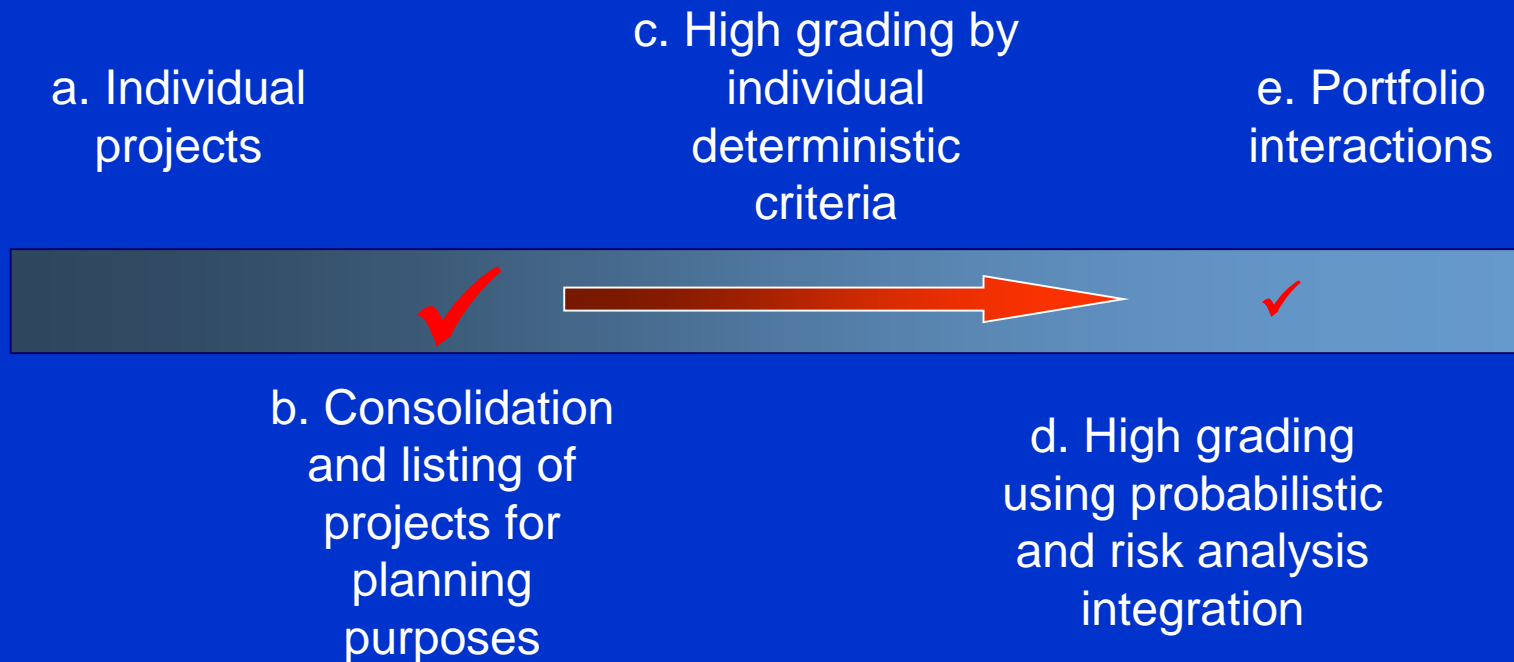 a. Individual
projects
b. Consolidation
and listing of
projects for
planning
purposes
c. High grading by
individual
deterministic
criteria
d. High grading
using probabilistic
and risk analysis
integration
e. Portfolio
interactions